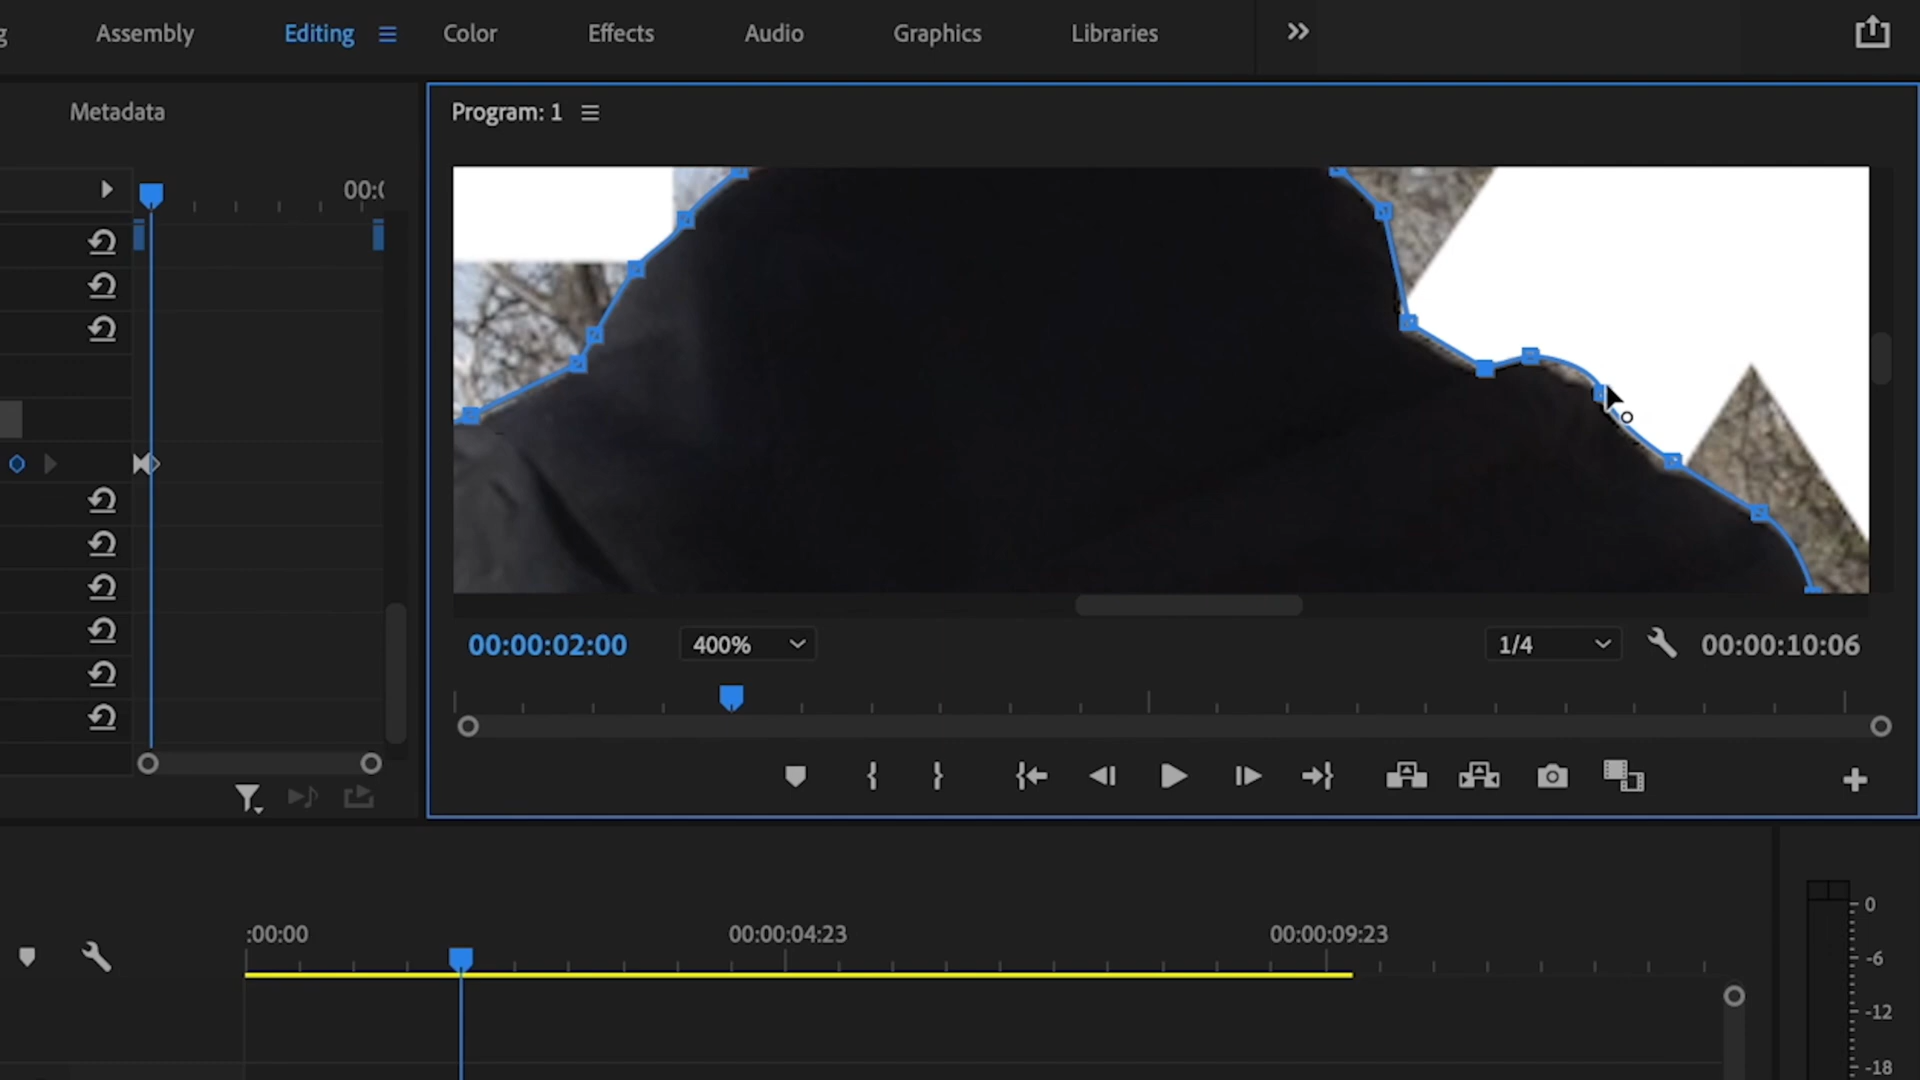 g Assembly Editing Color Effects Audio Graphics Libraries
Metadata
Program: 1
00:0
00:00:02:00 400% 1/4 00:00:10:06
:00:00 00:00:04:23 00:00:09:23
0
-6
-12
-18